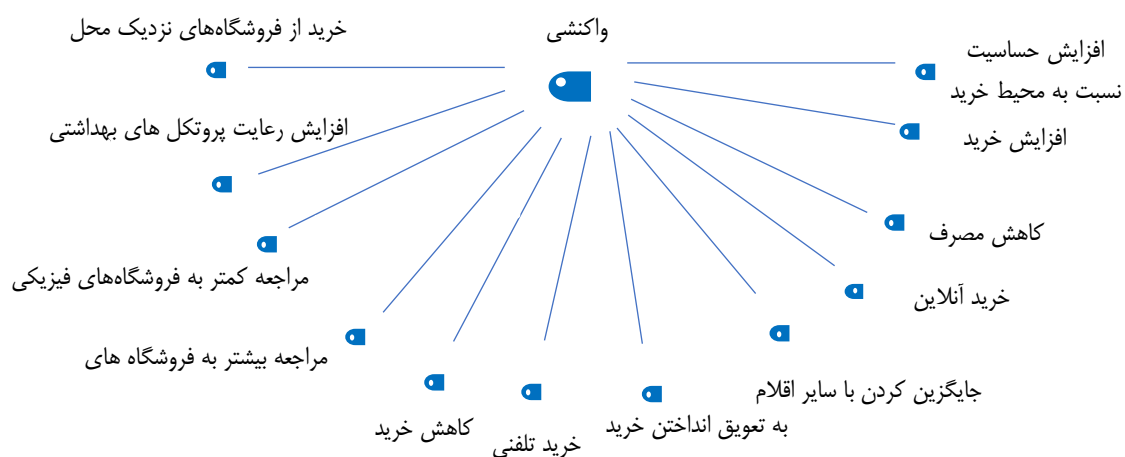 واکنشی
افزایش حساسیت
نسبت به محیط خرید
افزایش خرید
کاهش مصرف
خرید آنلاین
جایگزین کردن با سایر اقلام
به تعویق انداختن خرید
خرید تلفنی
کاهش خرید
مراجعه بیشتر به فروشگاه های
مراجعه کمتر به فروشگاه‌های فیزیکی
افزایش رعایت پروتکل های بهداشتی
خرید از فروشگاه‌های نزدیک محل